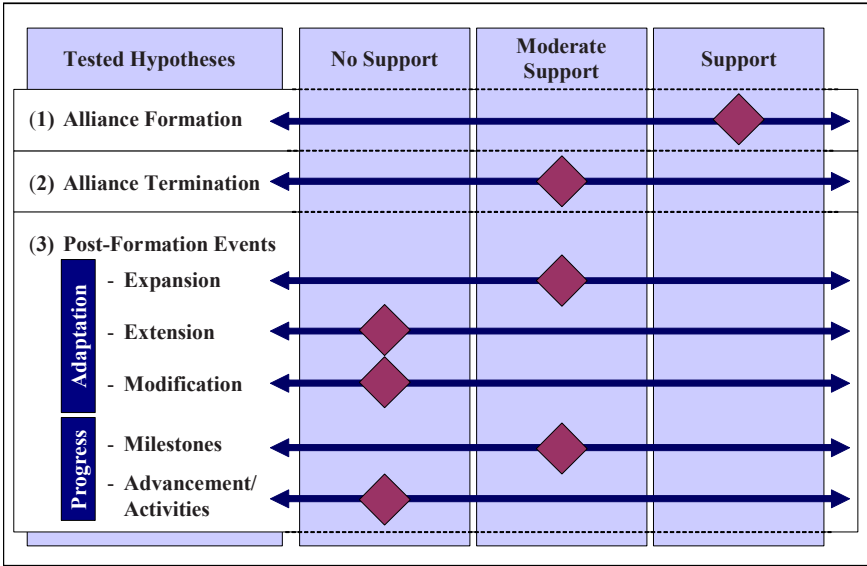 Tested Hypotheses
No Support
Moderate
Support
Support
(1) Alliance Formation
(2) Alliance Termination
(3) Post-Formation Events
Adaptation
- Expansion
- Extension
- Modification
Progress
- Milestones
- Advancement/
Activities